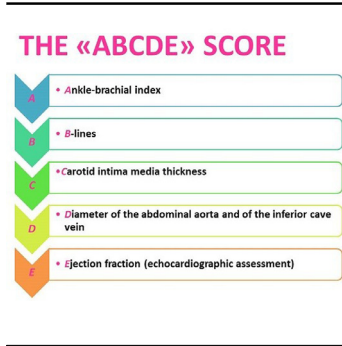 THE «ABCDE» SCORE
A
• Ankle-brachial index
B
• B-lines
C
•Carotid intima media thickness
D
• Diameter of the abdominal aorta and of the inferior cave
vein
E
• Ejection fraction (echocardiographic assessment)